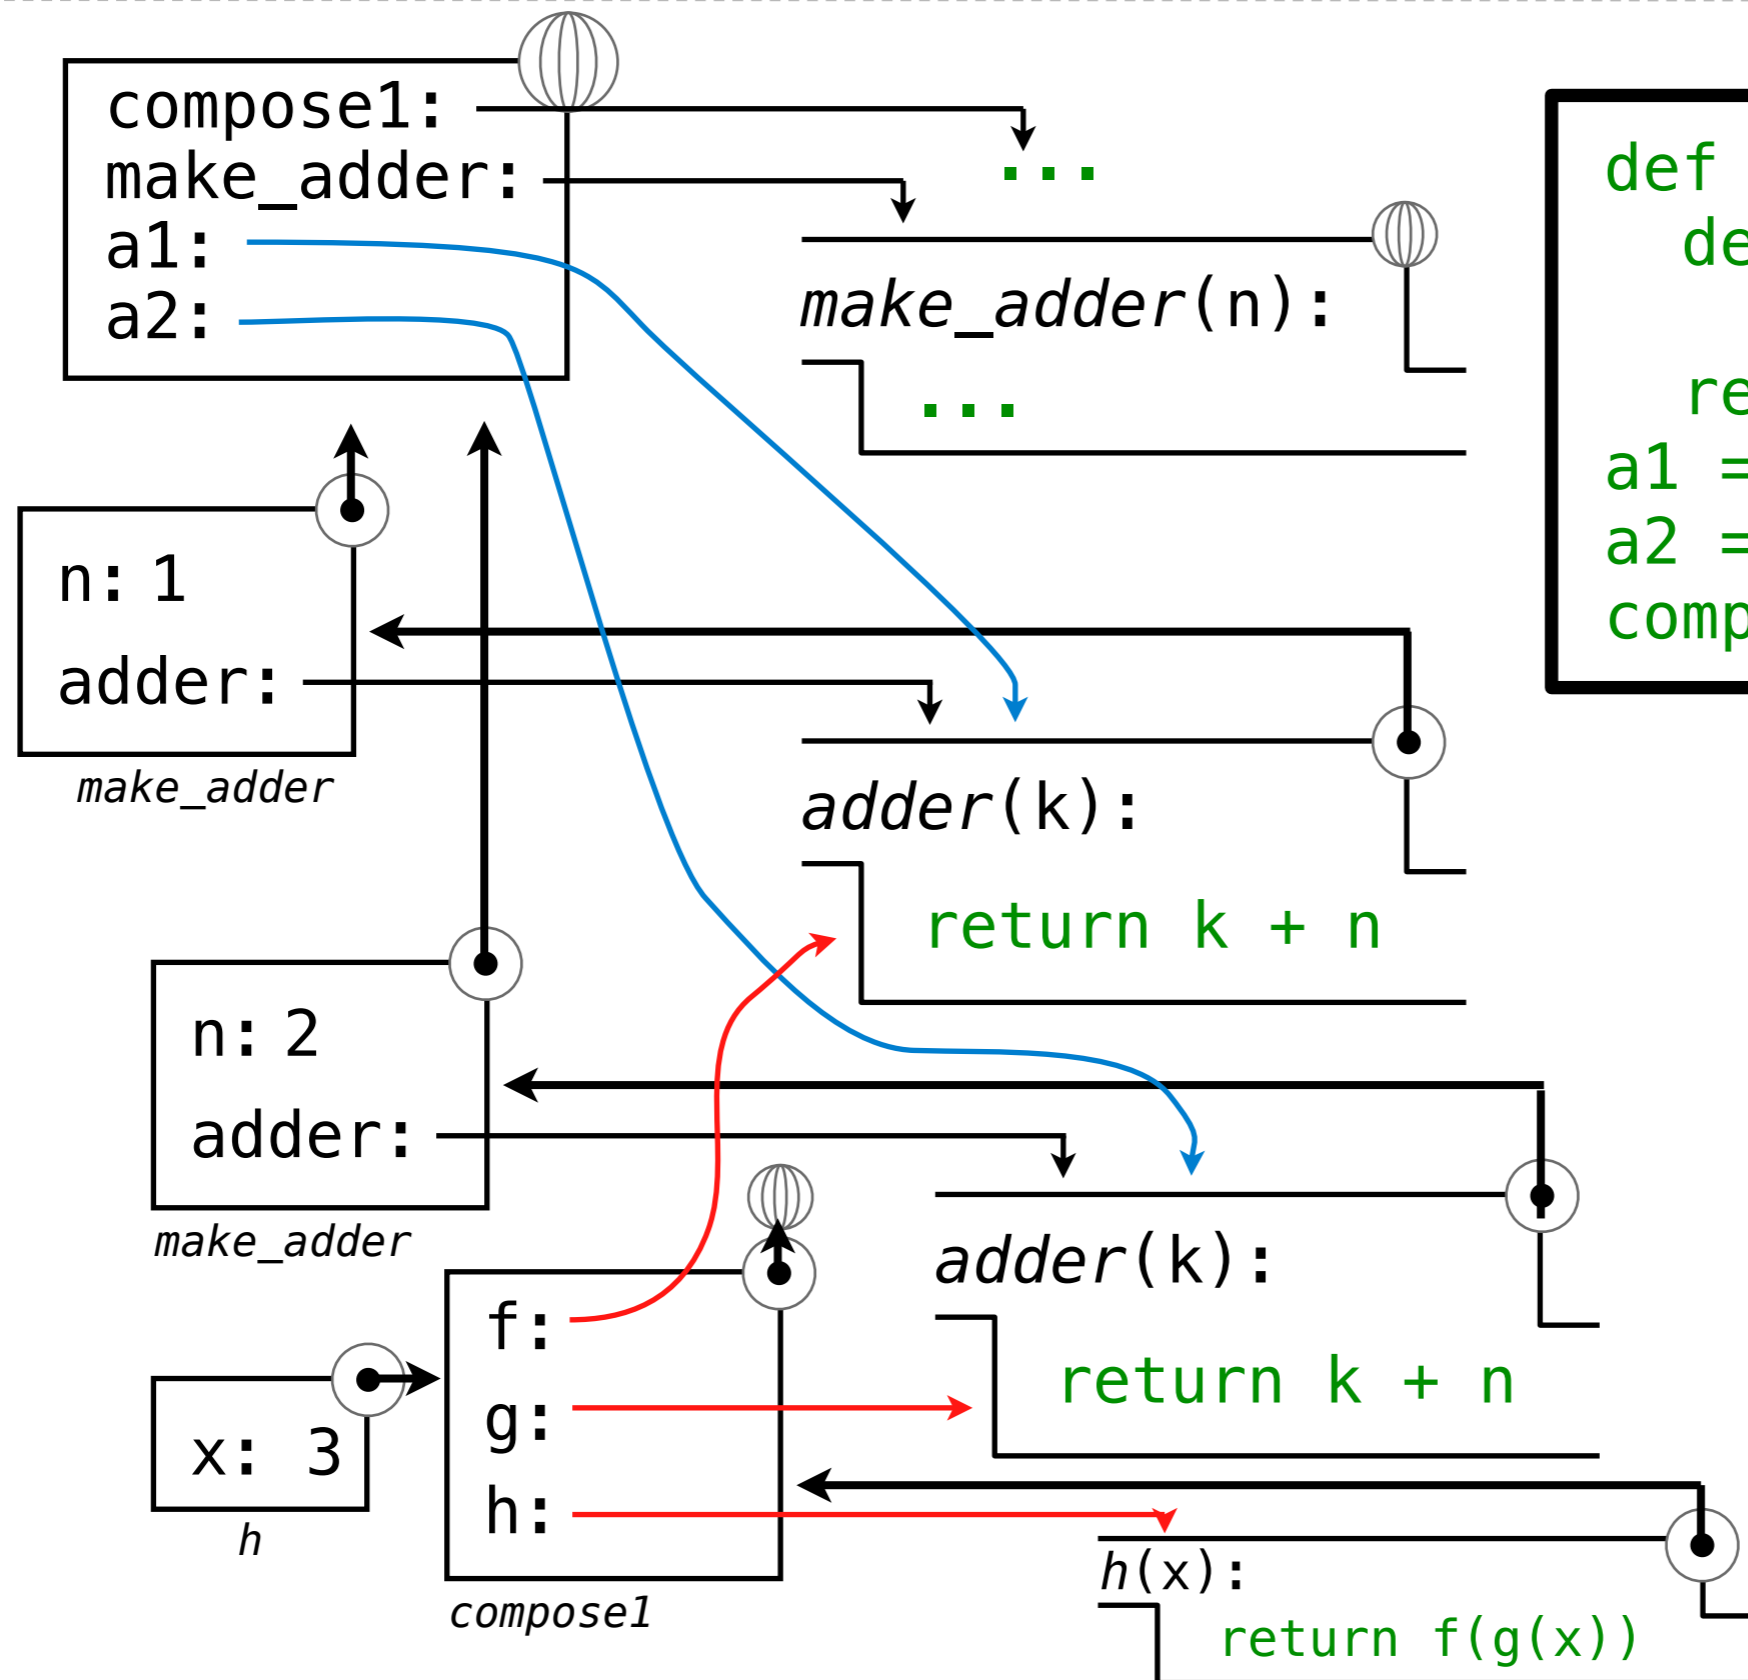 compose1:
make_adder:
a1:
a2:
...
make_adder(n):
...
def
de
re
a1 =
a2 =
comp
n: 1
adder:
make_adder
adder(k):
return k + n
n: 2
adder:
make_adder
adder(k):
return k + n
f:
g:
h:
compose1
x: 3
h
h(x):
return f(g(x))